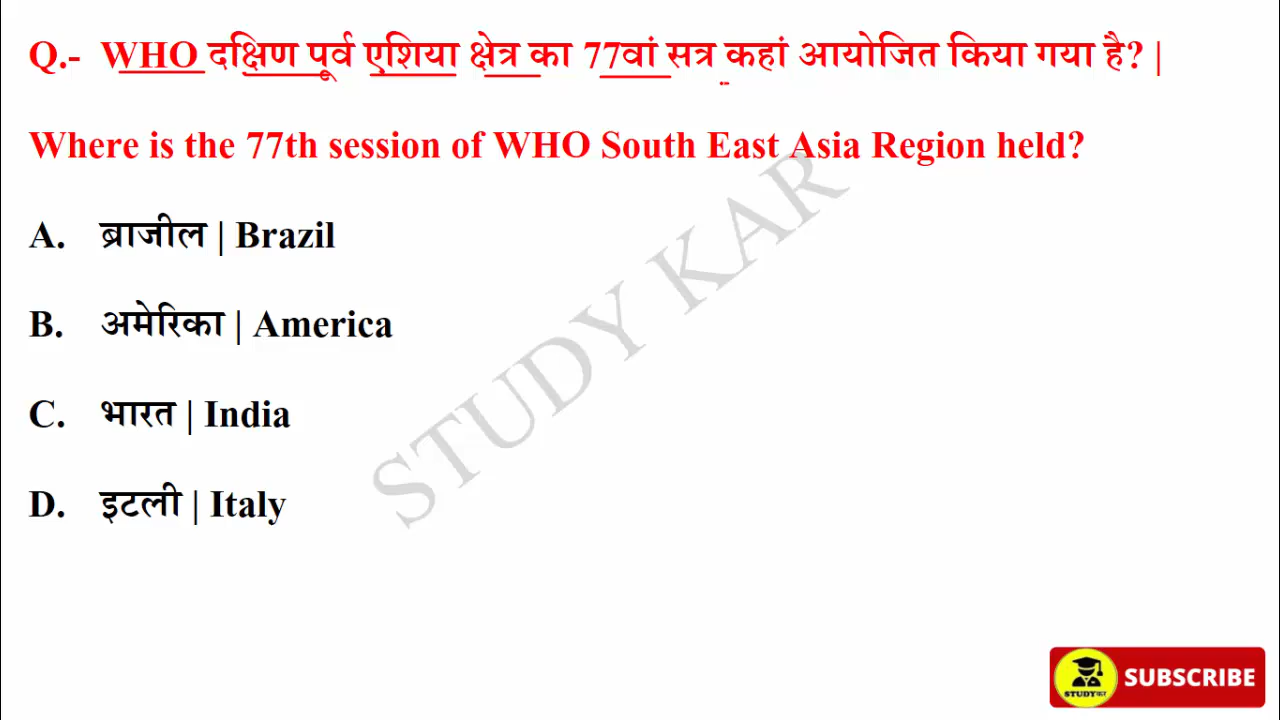 Q.- WHO दक्षिण पूर्व एशिया क्षेत्र का 77वां सत्र कहां आयोजित किया गया है? |
Where is the 77th session of WHO South East Asia Region held?
A. ब्राजील | Brazil
B. अमेरिका | America
C. भारत | India
D. इटली | Italy
STUDY KAR
STUDYकर SUBSCRIBE